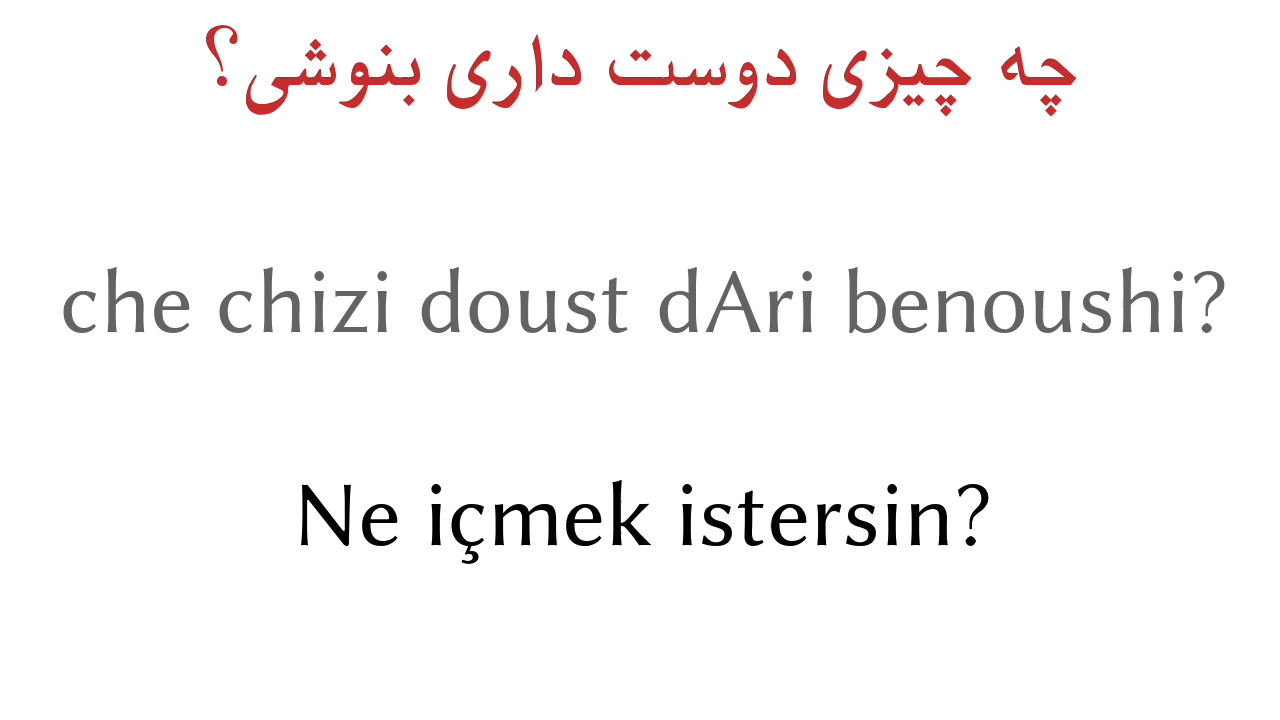 چه چیزی دوست داری بنوشی؟
che chizi doust dAri benoushi?
Ne içmek istersin?